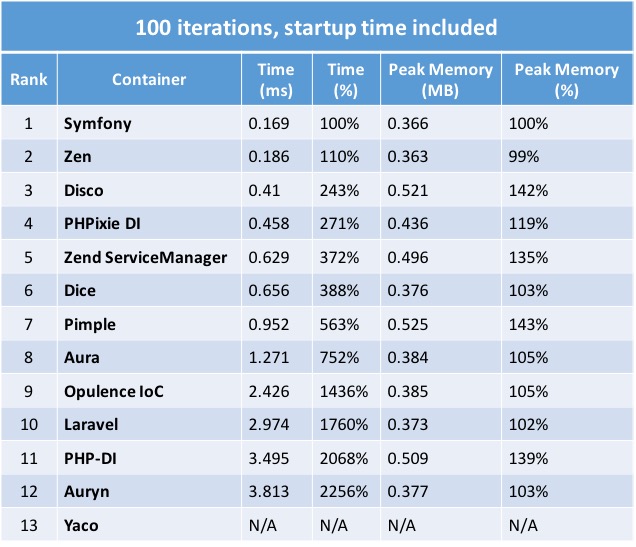 100 iterations, startup time included
Rank Container Time (ms) Time (%) Peak Memory (MB) Peak Memory (%)
1 Symfony 0.169 100% 0.366 100%
2 Zen 0.186 110% 0.363 99%
3 Disco 0.41 243% 0.521 142%
4 PHPixie DI 0.458 271% 0.436 119%
5 Zend ServiceManager 0.629 372% 0.496 135%
6 Dice 0.656 388% 0.376 103%
7 Pimple 0.952 563% 0.525 143%
8 Aura 1.271 752% 0.384 105%
9 Opulence IoC 2.426 1436% 0.385 105%
10 Laravel 2.974 1760% 0.373 102%
11 PHP-DI 3.495 2068% 0.509 139%
12 Auryn 3.813 2256% 0.377 103%
13 Yaco N/A N/A N/A N/A